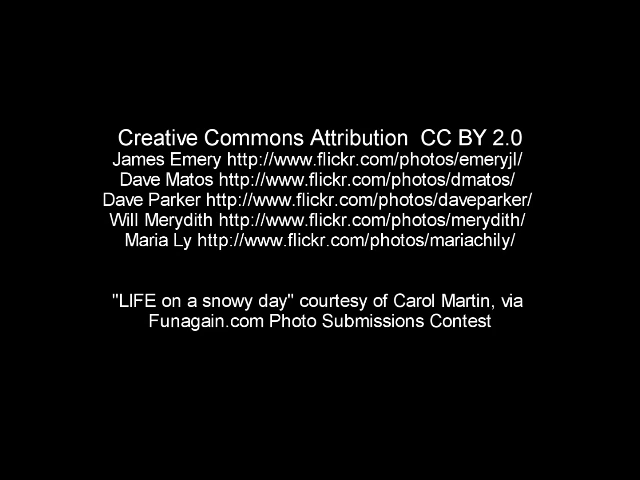 Creative Commons Attribution  CC BY 2.0
James Emery http://www.flickr.com/photos/emeryjl/
Dave Matos http://www.flickr.com/photos/dmatos/
Dave Parker http://www.flickr.com/photos/daveparker/
Will Merydith http://www.flickr.com/photos/merydith/
Maria Ly http://www.flickr.com/photos/mariachily/
"LIFE on a snowy day" courtesy of Carol Martin, via
Funagain.com Photo Submissions Contest